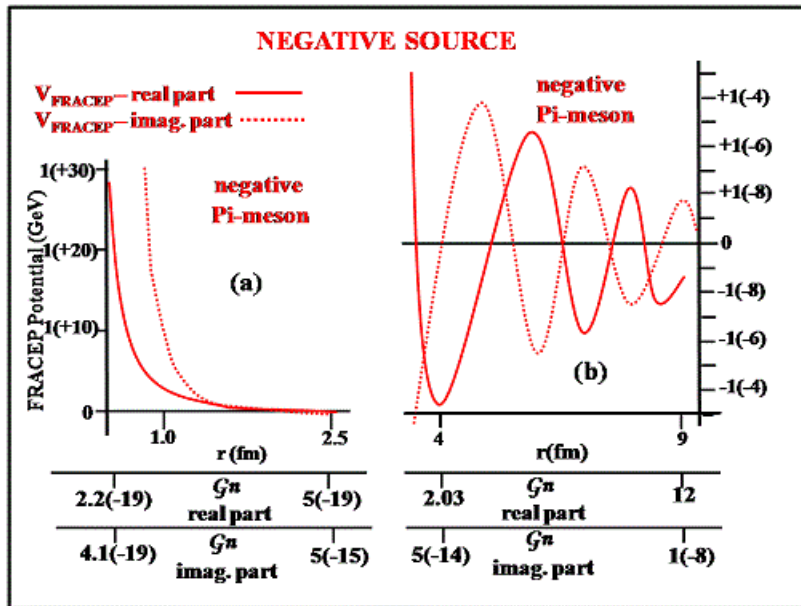 NEGATIVE SOURCE
V_FRACEP – real part
V_FRACEP – imag. part
negative
Pi-meson
(a)
FRACEP Potential (GeV)
1(+30)
1(+20)
1(+10)
0
1.0
2.5
r (fm)
2.2(-19)
𝒢n
5(-19)
real part
4.1(-19)
𝒢n
5(-15)
imag. part
negative
Pi-meson
(b)
+1(-4)
+1(-6)
+1(-8)
0
-1(-8)
-1(-6)
-1(-4)
4
9
r(fm)
2.03
𝒢n
12
real part
5(-14)
𝒢n
1(-8)
imag. part